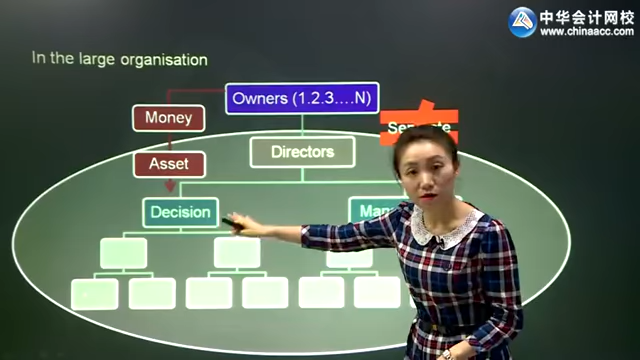 中华会计网校
www.chinaacc.com
In the large organisation
Owners (1.2.3....N)
Money
Asset
Directors
Decision